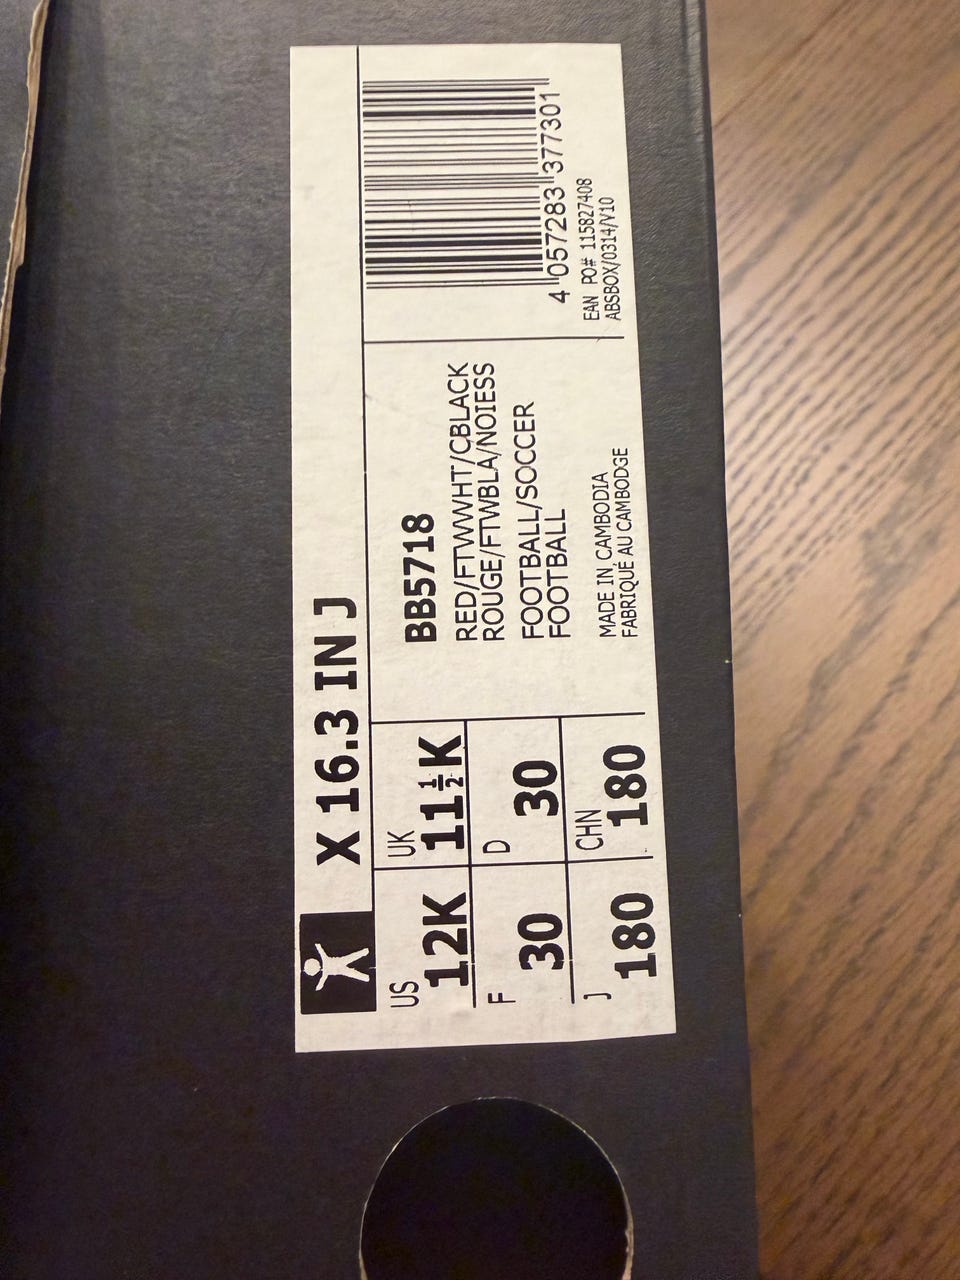 X 16.3 IN J
US
12K
UK
11½K
F
30
D
30
J
180
CHN
180
BB5718
RED/FTWWHT/CBLACK
ROUGE/FTWBLA/NOIESS
FOOTBALL/SOCCER
FOOTBALL
MADE IN CAMBODIA
FABRIQUÉ AU CAMBODGE
4 057283 377301
EAN PO# 115827408
ABSBOX/0314/V10